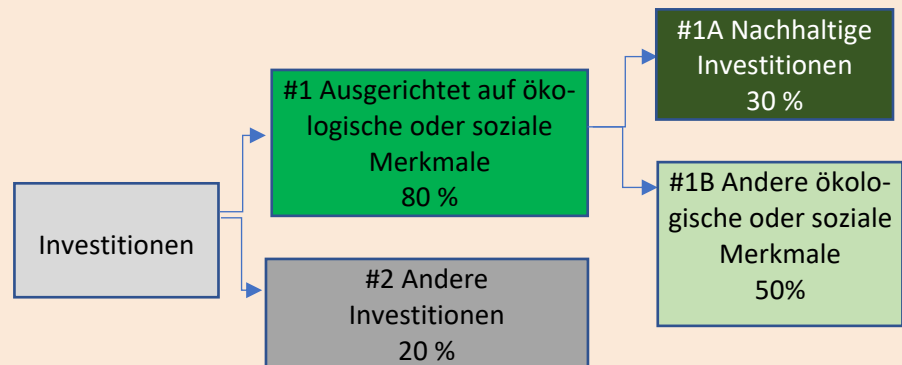 Investitionen
#1 Ausgerichtet auf öko-
logische oder soziale
Merkmale
80 %
#2 Andere
Investitionen
20 %
#1A Nachhaltige
Investitionen
30 %
#1B Andere ökolo-
gische oder soziale
Merkmale
50%